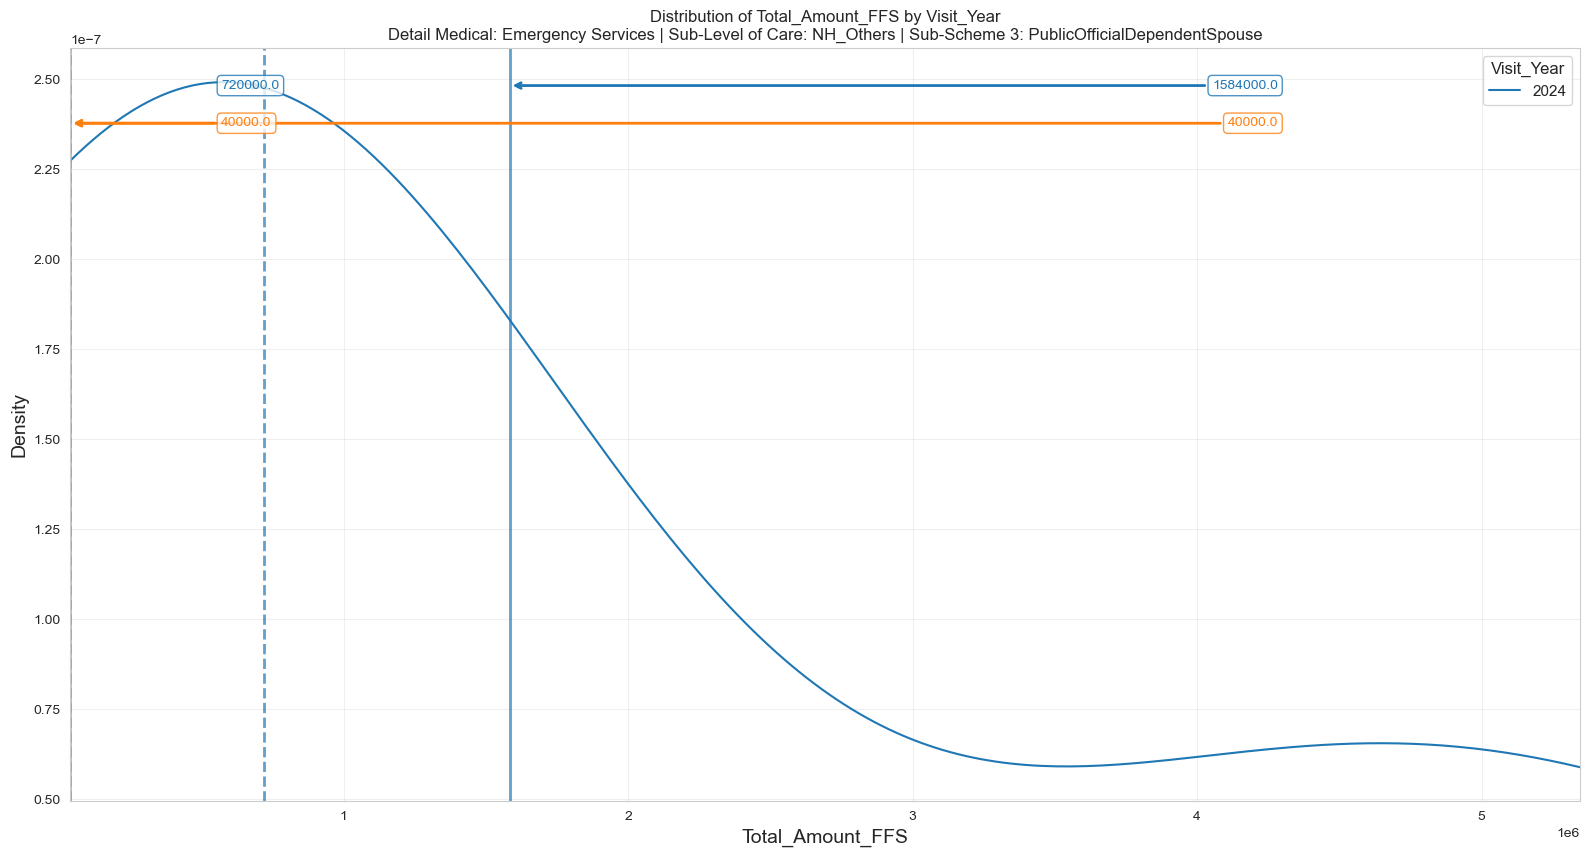 Distribution of Total_Amount_FFS by Visit_Year
Detail Medical: Emergency Services | Sub-Level of Care: NH_Others | Sub-Scheme 3: PublicOfficialDependentSpouse
1e−7
Visit_Year
2024
720000.0
1584000.0
40000.0
40000.0
2.50
2.25
2.00
1.75
1.50
1.25
1.00
0.75
0.50
Density
1
2
3
4
5
1e6
Total_Amount_FFS